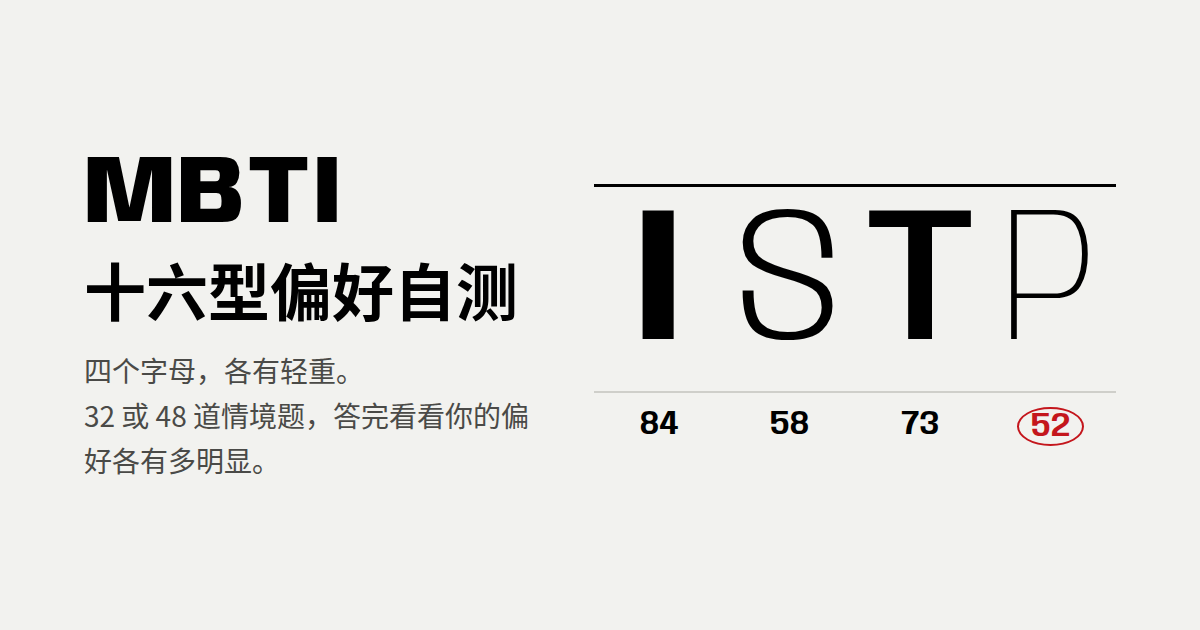 MBTI
十六型偏好自测
四个字母，各有轻重。
32 或 48 道情境题，答完看看你的偏
好各有多明显。
I S T P
84 58 73 52